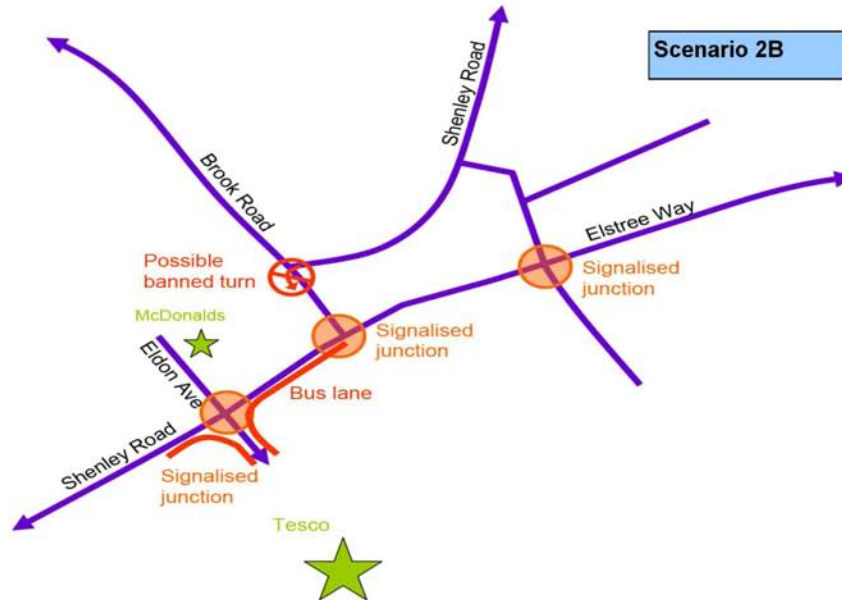 Scenario 2B
Shenley Road
Brook Road
Elstree Way
Possible
banned turn
Signalised
junction
McDonalds
Signalised
junction
Eldon Ave
Bus lane
Shenley Road
Signalised
junction
Tesco